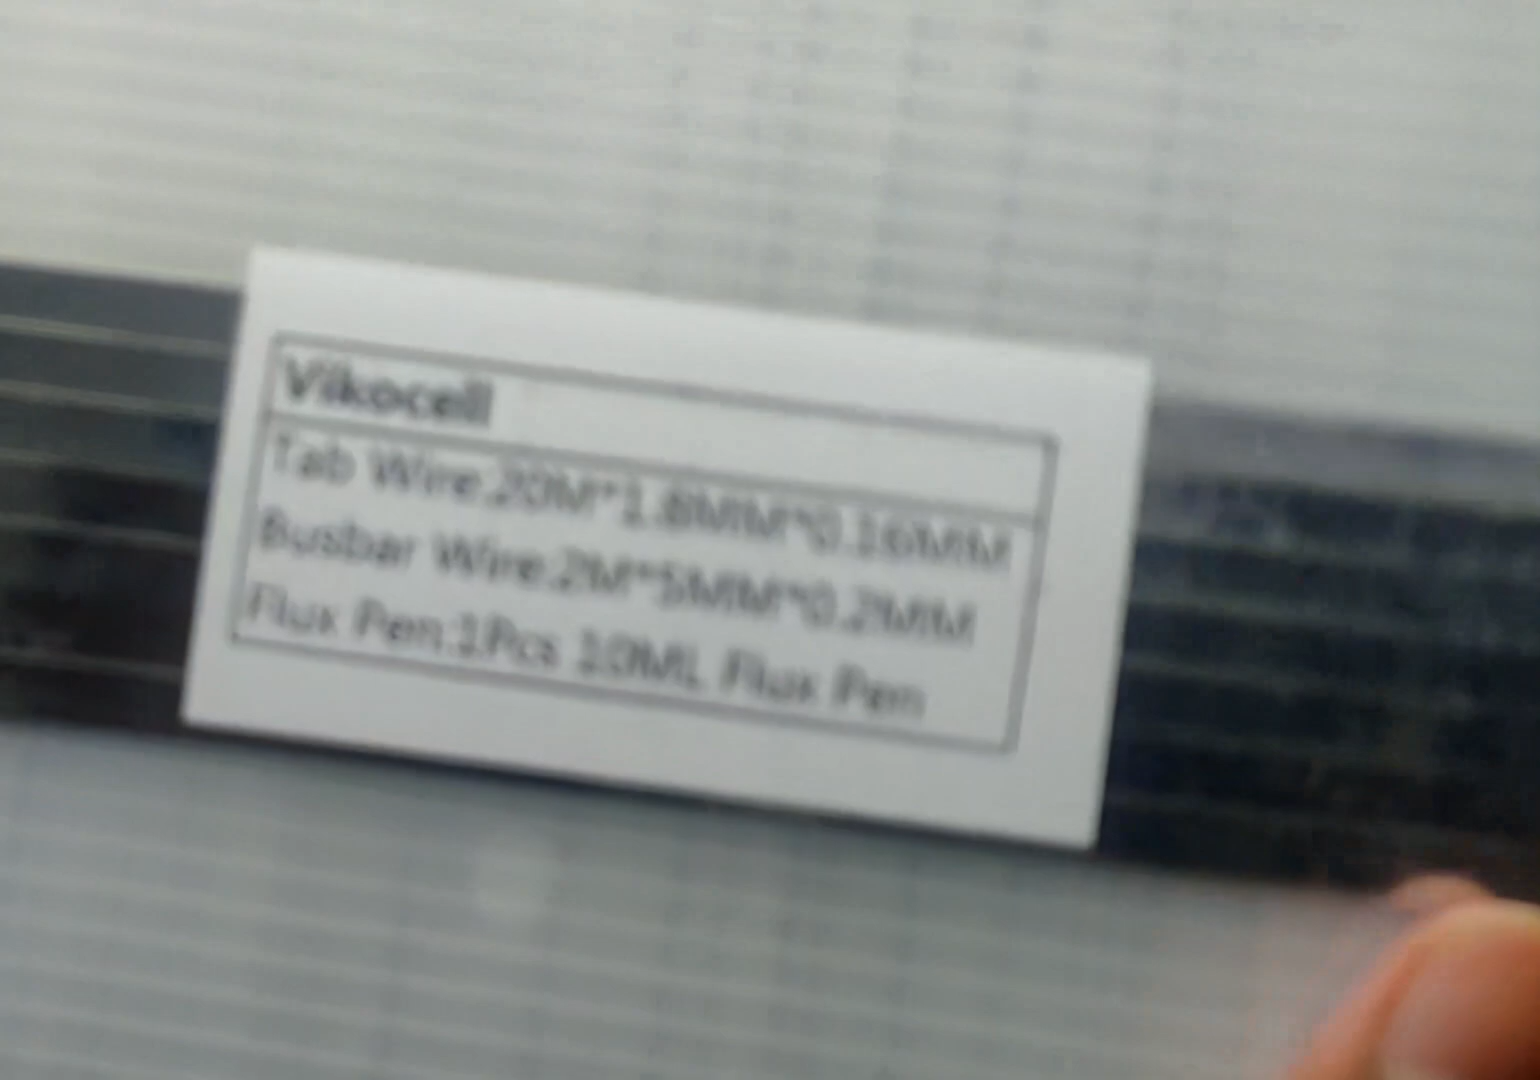 Vikocell
Tab Wire:20M*1.8MM*0.16MM
Busbar Wire:2M*5MM*0.2MM
Flux Pen:1Pcs 10ML Flux Pen